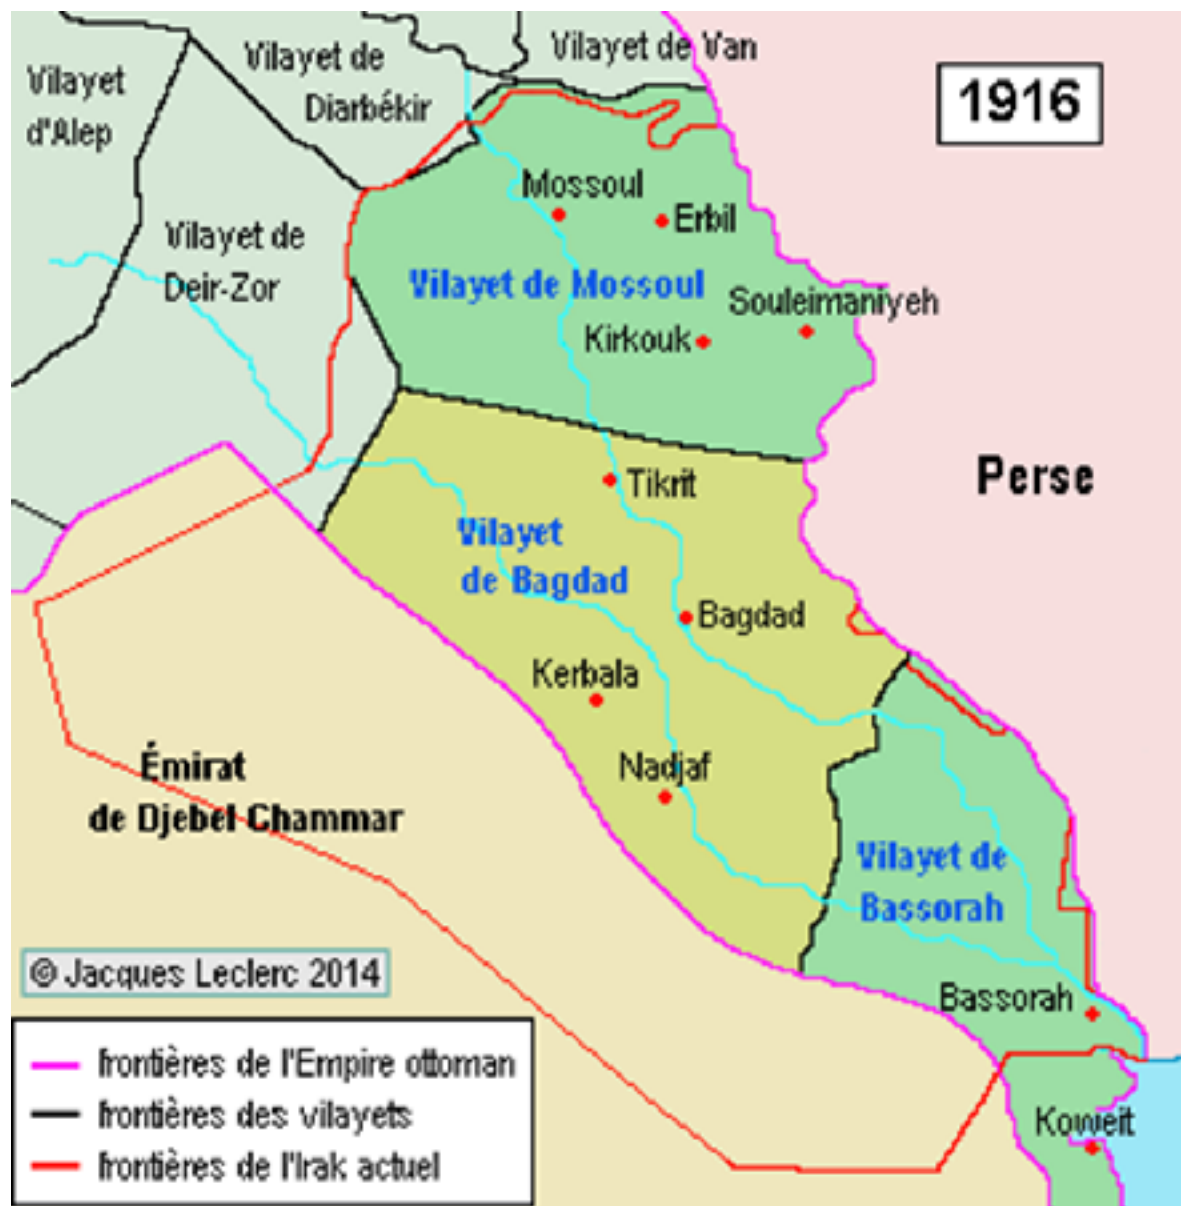 Vilayet de Van
Vilayet de
Diarbékir
Vilayet
d'Alep
1916
Mossoul
Erbil
Vilayet de
Deir-Zor
Vilayet de Mossoul
Souleimaniyeh
Kirkouk
Perse
Tikrit
Vilayet
de Bagdad
Bagdad
Kerbala
Nadjaf
Émirat
de Djebel Chammar
Vilayet de
Bassorah
© Jacques Leclerc 2014
Bassorah
Koweit
frontières de l'Empire ottoman
frontières des vilayets
frontières de l'Irak actuel